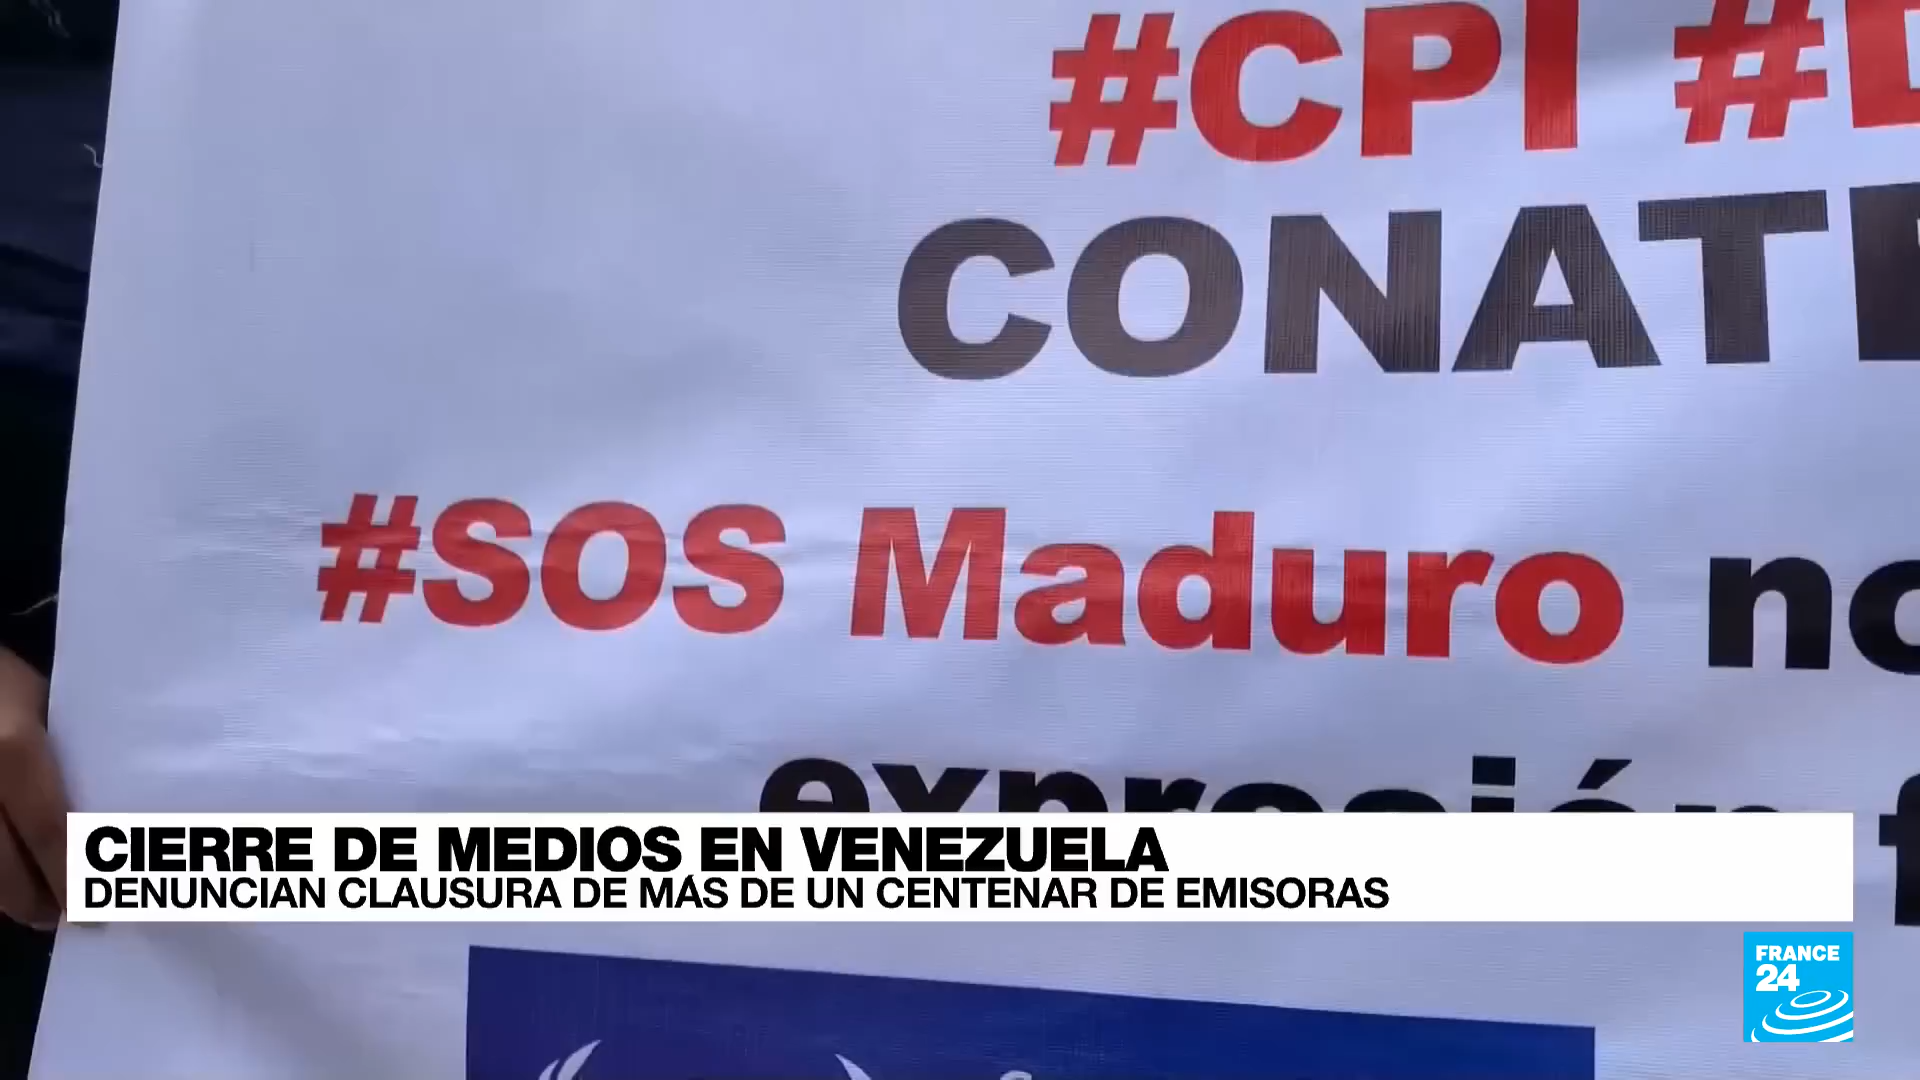 #CPI
#SOS Maduro
expresión
CIERRE DE MEDIOS EN VENEZUELA
DENUNCIAN CLAUSURA DE MÁS DE UN CENTENAR DE EMISORAS
FRANCE
24